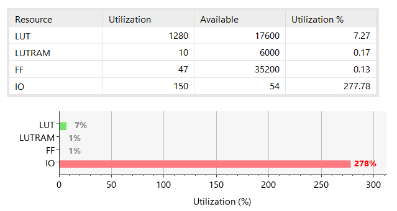 Resource Utilization Available Utilization %
LUT 1280 17600 7.27
LUTRAM 10 6000 0.17
FF 47 35200 0.13
IO 150 54 277.78
LUT 7%
LUTRAM 1%
FF 1%
IO 278%
0 50 100 150 200 250 300
Utilization (%)